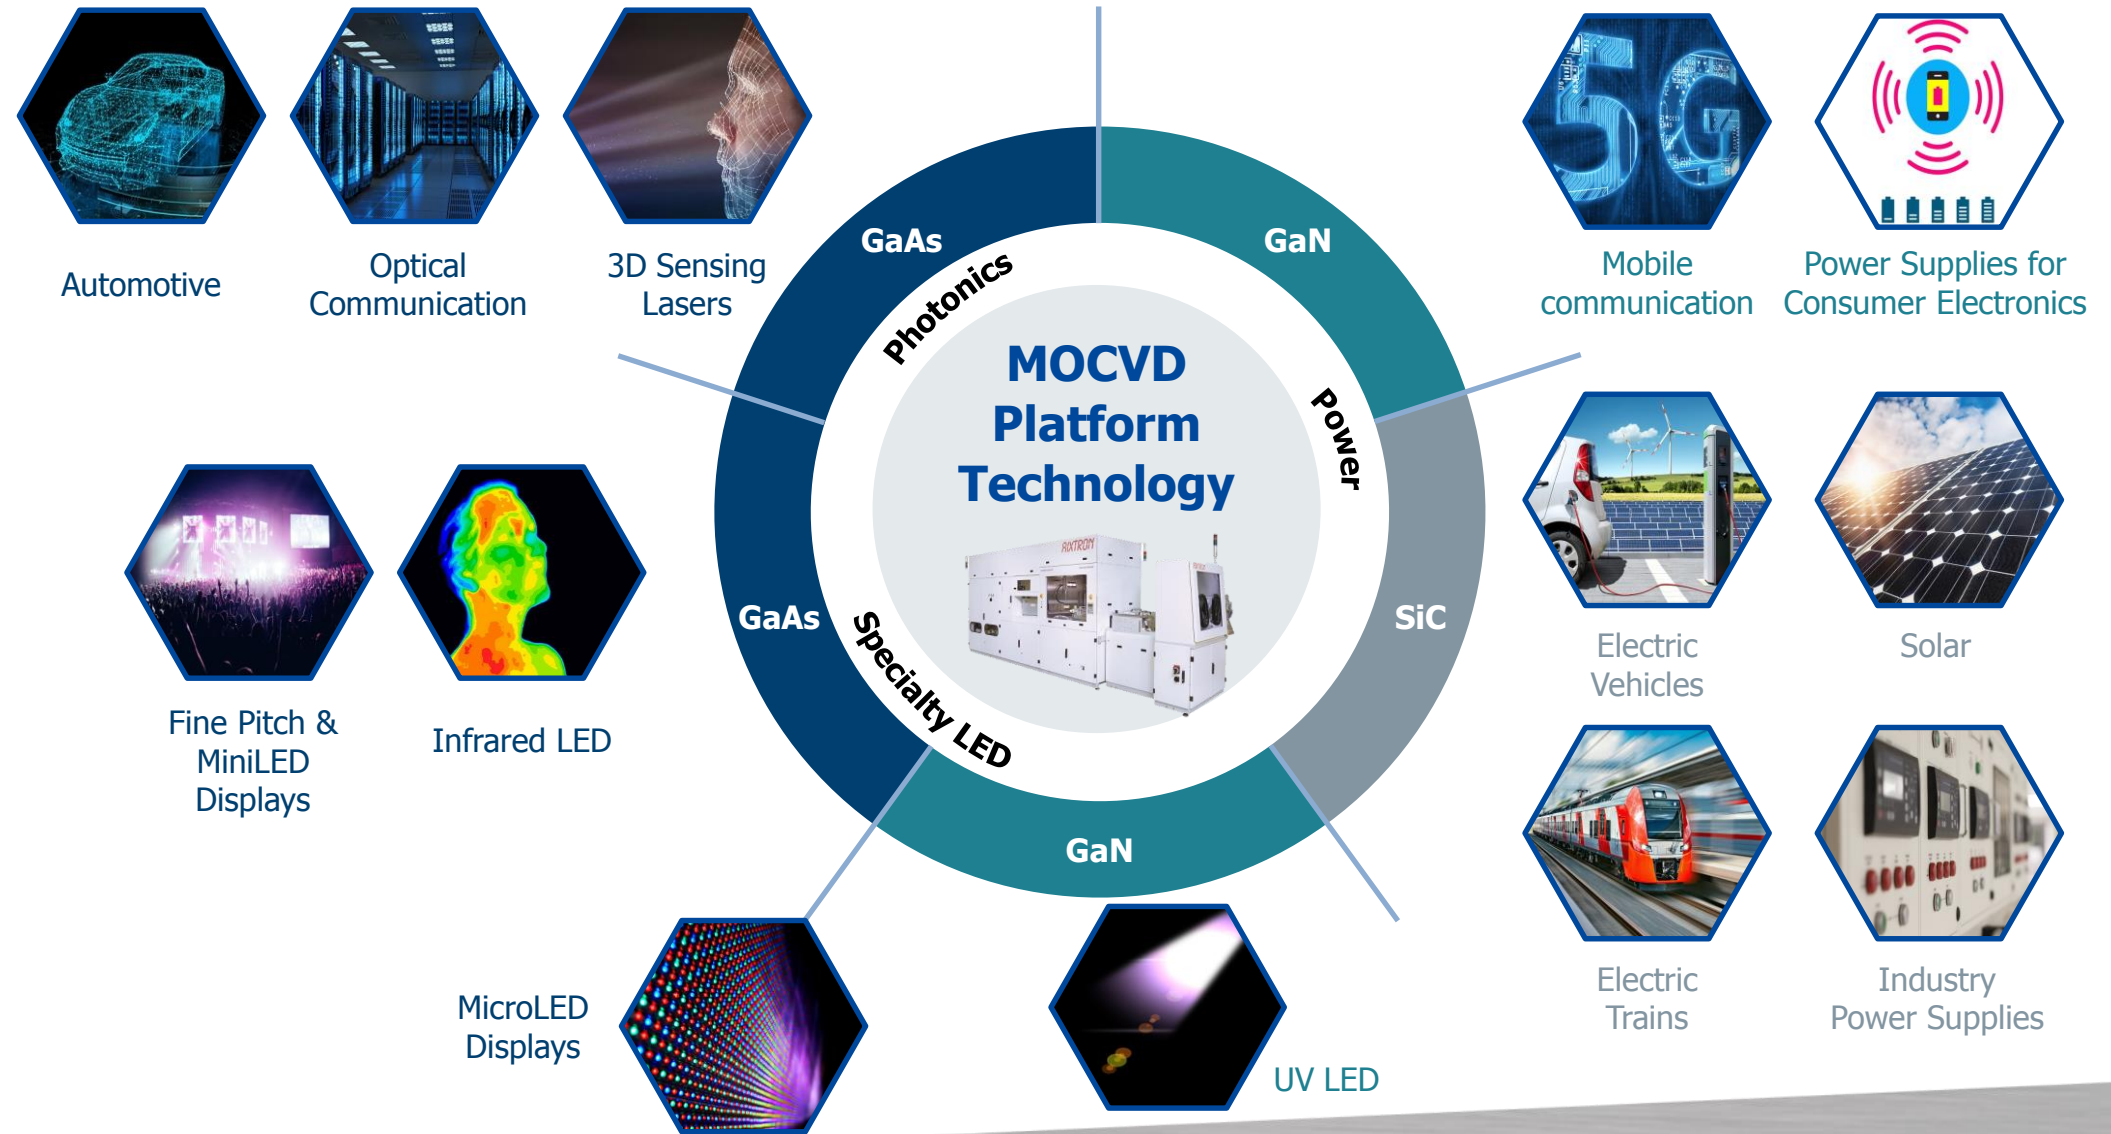 Automotive
Optical
Communication
3D Sensing
Lasers
5G
Mobile
communication
Power Supplies for
Consumer Electronics
GaAs
GaN
Photonics
Power
MOCVD
Platform
Technology
AIXTRON
Fine Pitch &
MiniLED
Displays
Infrared LED
GaAs
SiC
Specialty LED
GaN
Electric
Vehicles
Solar
Electric
Trains
Industry
Power Supplies
MicroLED
Displays
UV LED